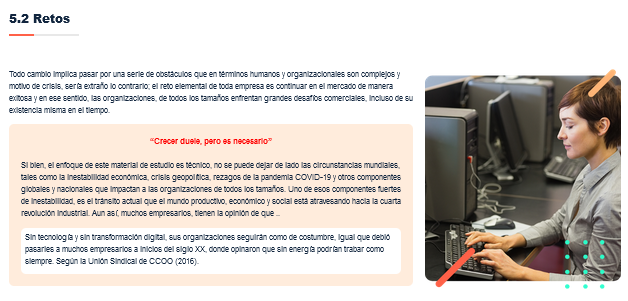 5.2 Retos
Todo cambio implica pasar por una serie de obstáculos que en términos humanos y organizacionales son complejos y
motivo de crisis, sería extraño lo contrario; el reto elemental de toda empresa es continuar en el mercado de manera
exitosa y en ese sentido, las organizaciones, de todos los tamaños enfrentan grandes desafíos comerciales, incluso de su
existencia misma en el tiempo.
“Crecer duele, pero es necesario”
Si bien, el enfoque de este material de estudio es técnico, no se puede dejar de lado las circunstancias mundiales,
tales como la inestabilidad económica, crisis geopolítica, rezagos de la pandemia COVID-19 y otros componentes
globales y nacionales que impactan a las organizaciones de todos los tamaños. Uno de esos componentes fuertes
de inestabilidad, es el tránsito actual que el mundo productivo, económico y social está atravesando hacia la cuarta
revolución industrial. Aun así, muchos empresarios, tienen la opinión de que ..
Sin tecnología y sin transformación digital, sus organizaciones seguirán como de costumbre, igual que debió
pasarles a muchos empresarios a inicios del siglo XX, donde opinaron que sin energía podrían trabar como
siempre. Según la Unión Sindical de CCOO (2016).